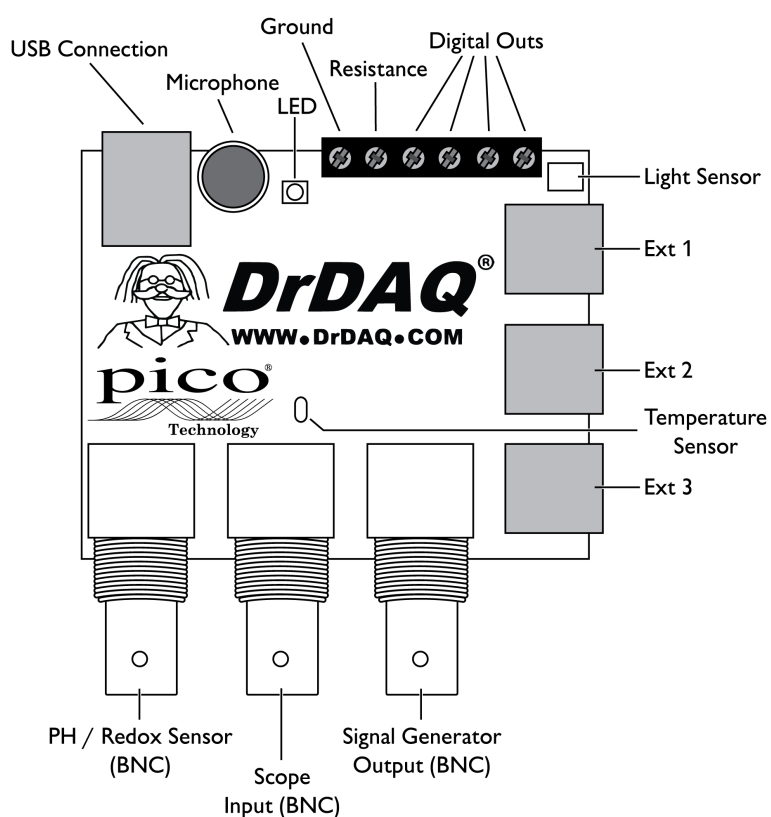 Ground
Digital Outs
USB Connection
Resistance
Microphone
LED
Light Sensor
Ext 1
DrDAQ®
WWW•DrDAQ•COM
pico®
Technology
Ext 2
Temperature
Sensor
Ext 3
PH / Redox Sensor
(BNC)
Scope
Input (BNC)
Signal Generator
Output (BNC)